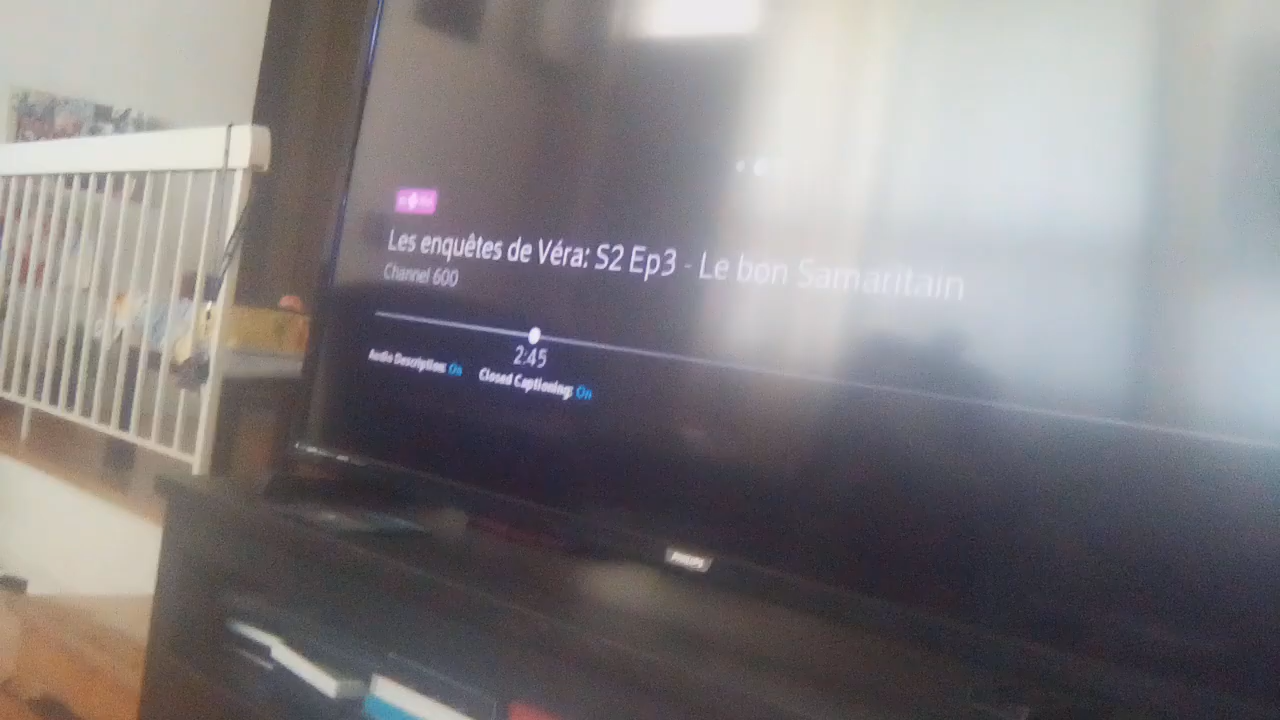 Les enquêtes de Véra: S2 Ep3 - Le bon Samaritain
Channel 600
2:45
Audio Description: On Closed Captioning: On
PHILIPS